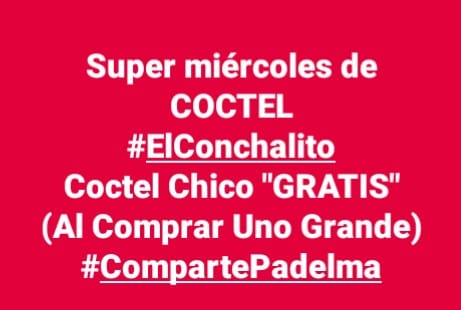 Super miércoles de
COCTEL
#ElConchalito
Coctel Chico "GRATIS"
(Al Comprar Uno Grande)
#CompartePadelma